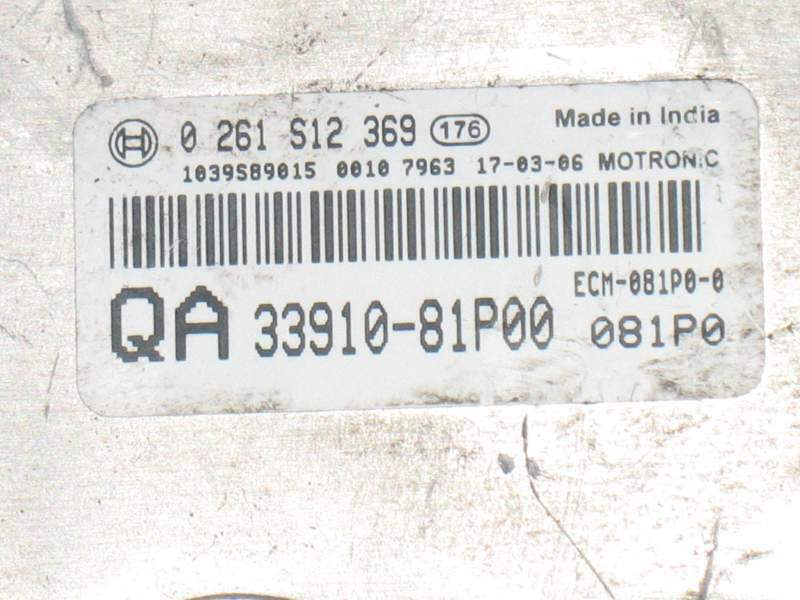 0 261 S12 369 176 Made in India
1039S89015 0010 7963 17-03-06 MOTRONIC
ECM-081P0-0
QA 33910-81P00 081P0